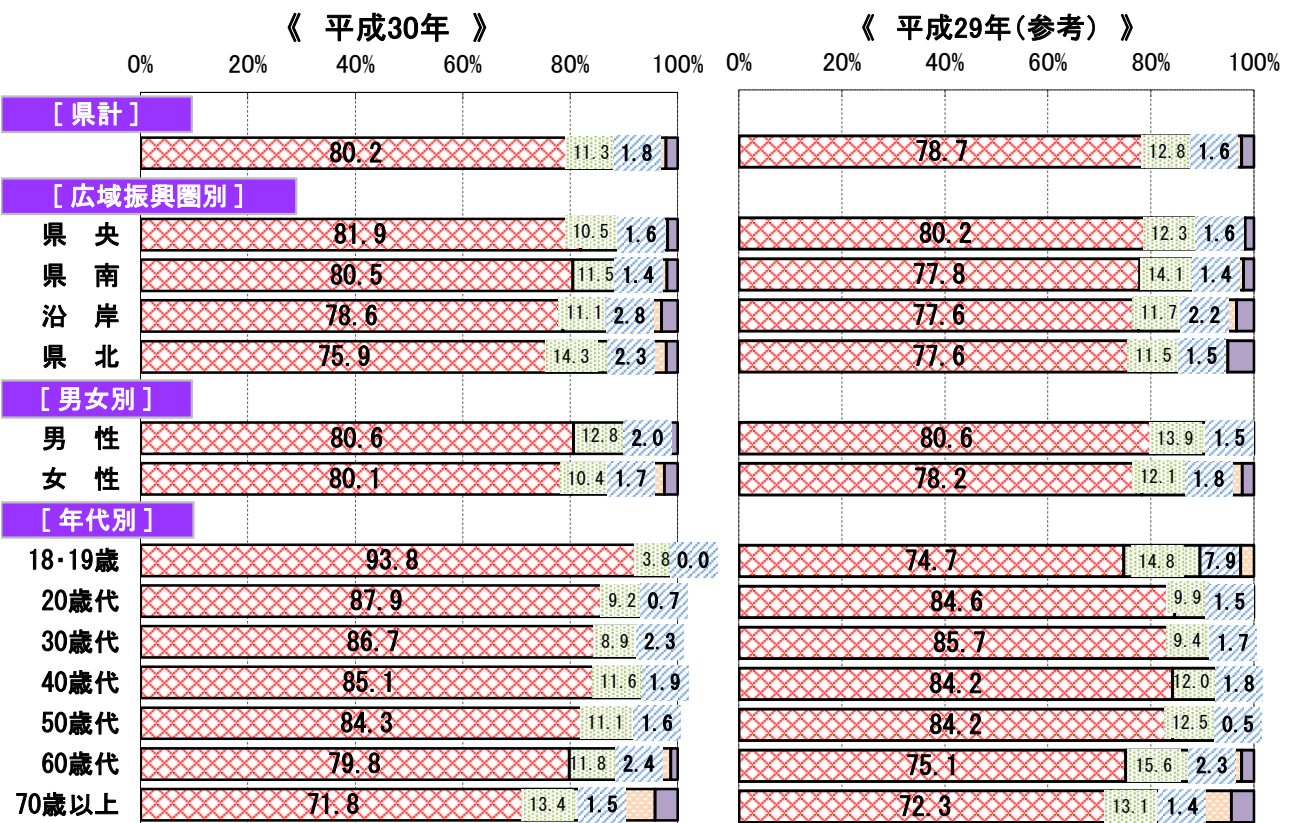 《 平成30年 》 《 平成29年(参考) 》
0% 20% 40% 60% 80% 100% 0% 20% 40% 60% 80% 100%
[ 県計 ]
80.2 11.3 1.8 78.7 12.8 1.6
[ 広域振興圏別 ]
県 央 81.9 10.5 1.6 80.2 12.3 1.6
県 南 80.5 11.5 1.4 77.8 14.1 1.4
沿 岸 78.6 11.1 2.8 77.6 11.7 2.2
県 北 75.9 14.3 2.3 77.6 11.5 1.5
[ 男女別 ]
男 性 80.6 12.8 2.0 80.6 13.9 1.5
女 性 80.1 10.4 1.7 78.2 12.1 1.8
[ 年代別 ]
18・19歳 93.8 3.8 0.0 74.7 14.8 7.9
20歳代 87.9 9.2 0.7 84.6 9.9 1.5
30歳代 86.7 8.9 2.3 85.7 9.4 1.7
40歳代 85.1 11.6 1.9 84.2 12.0 1.8
50歳代 84.3 11.1 1.6 84.2 12.5 0.5
60歳代 79.8 11.8 2.4 75.1 15.6 2.3
70歳以上 71.8 13.4 1.5 72.3 13.1 1.4